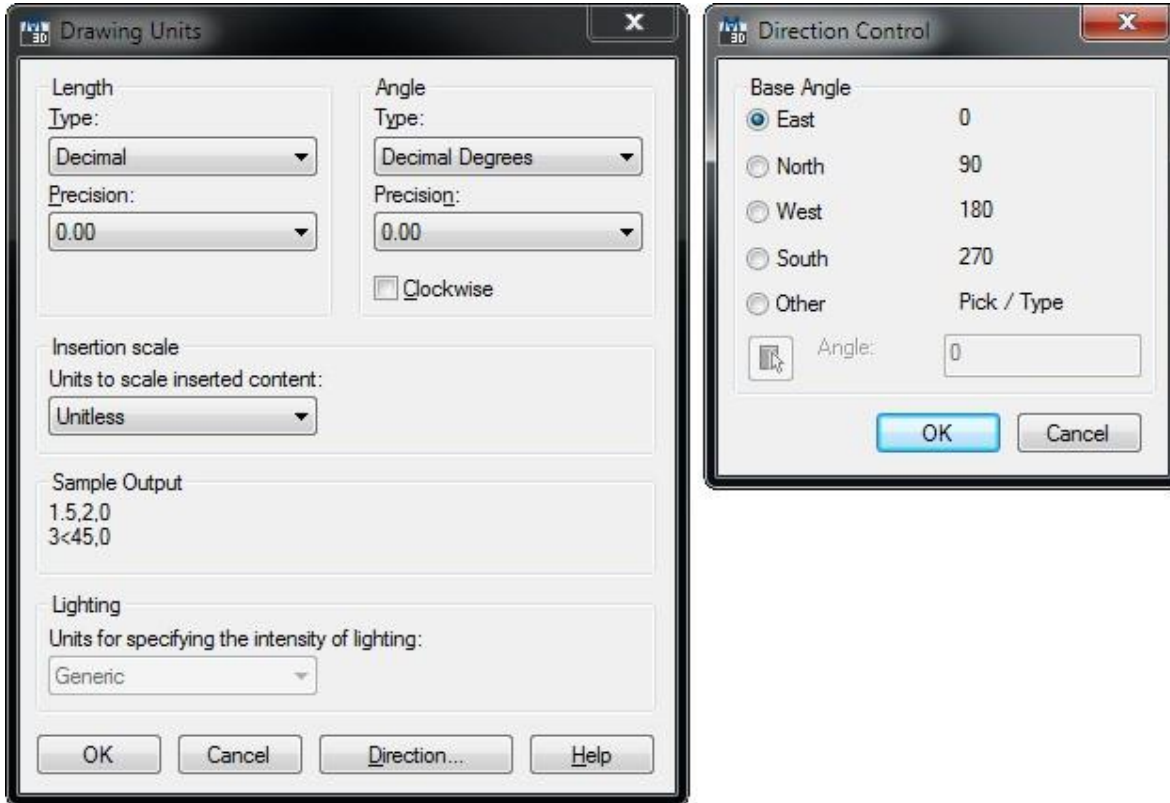 Drawing Units
Length
Type:
Decimal
Precision:
0.00
Angle
Type:
Decimal Degrees
Precision:
0.00
Clockwise
Insertion scale
Units to scale inserted content:
Unitless
Sample Output
1.5,2,0
3<45,0
Lighting
Units for specifying the intensity of lighting:
Generic
OK Cancel Direction... Help
Direction Control
Base Angle
East 0
North 90
West 180
South 270
Other Pick / Type
Angle: 0
OK Cancel